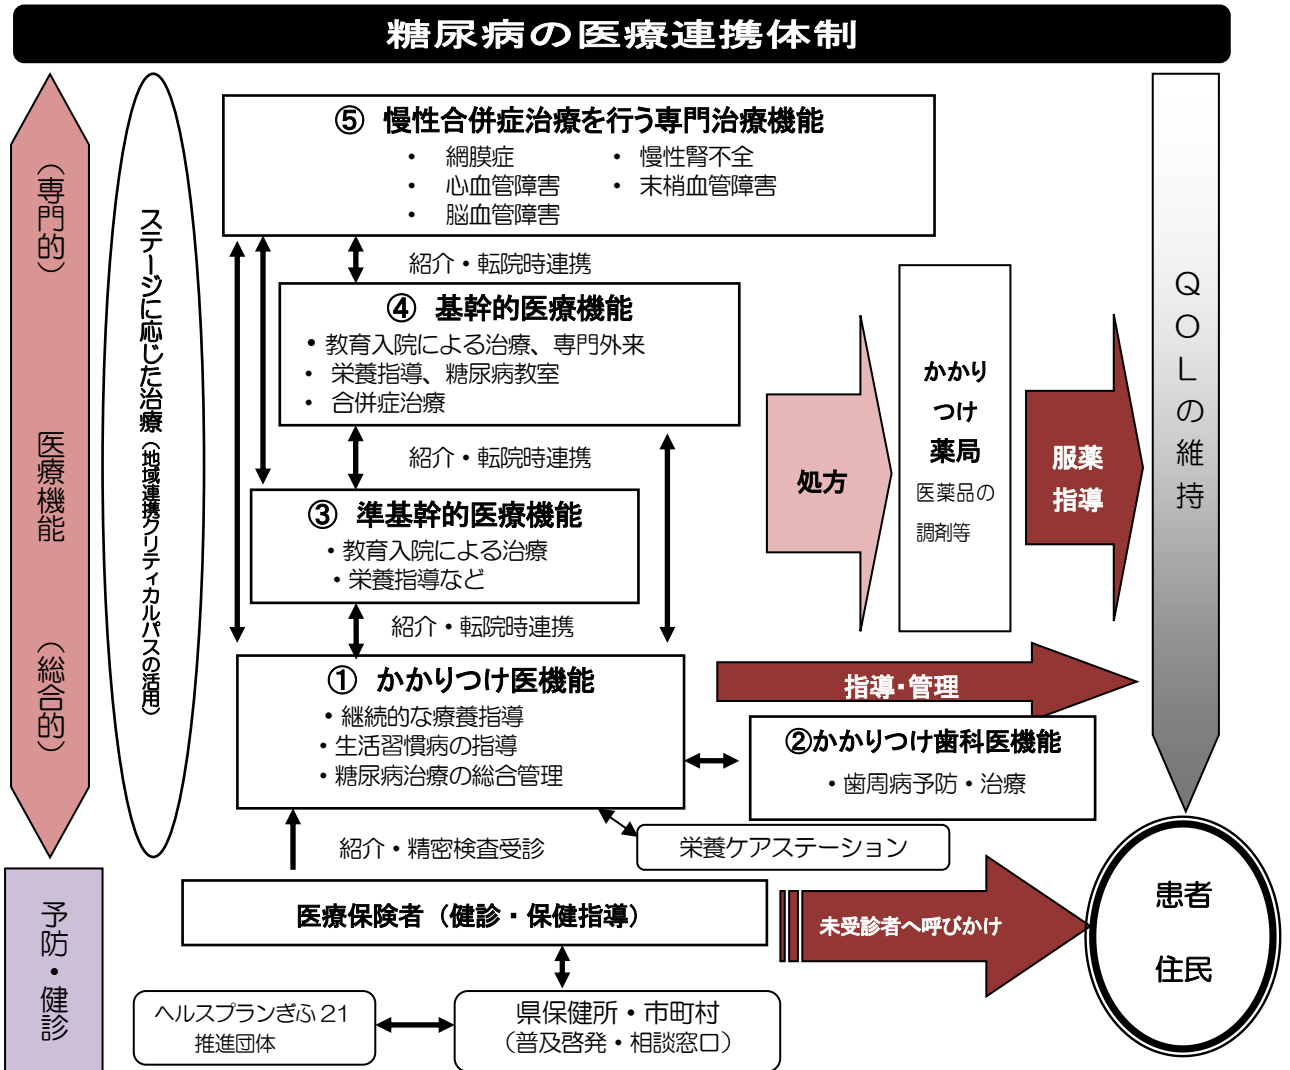 糖尿病の医療連携体制
（専門的）
医療機能
（総合的）
ステージに応じた治療（地域連携クリティカルパスの活用）
⑤ 慢性合併症治療を行う専門治療機能
・ 網膜症 ・ 慢性腎不全
・ 心血管障害 ・ 末梢血管障害
・ 脳血管障害
紹介・転院時連携
④ 基幹的医療機能
・教育入院による治療、専門外来
・ 栄養指導、糖尿病教室
・ 合併症治療
紹介・転院時連携
③ 準基幹的医療機能
・教育入院による治療
・栄養指導など
紹介・転院時連携
① かかりつけ医機能
・継続的な療養指導
・生活習慣病の指導
・糖尿病治療の総合管理
処方
かかり
つけ
薬局
医薬品の
調剤等
服薬
指導
QOLの維持
指導・管理
②かかりつけ歯科医機能
・歯周病予防・治療
栄養ケアステーション
紹介・精密検査受診
予防・健診
医療保険者（健診・保健指導）
未受診者へ呼びかけ
患者
住民
ヘルスプランぎふ21
推進団体
県保健所・市町村
（普及啓発・相談窓口）